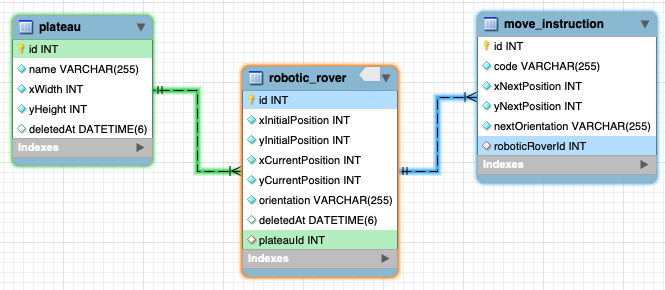 plateau
id INT
name VARCHAR(255)
xWidth INT
yHeight INT
deletedAt DATETIME(6)
Indexes
robotic_rover
id INT
xInitialPosition INT
yInitialPosition INT
xCurrentPosition INT
yCurrentPosition INT
orientation VARCHAR(255)
deletedAt DATETIME(6)
plateauId INT
Indexes
move_instruction
id INT
code VARCHAR(255)
xNextPosition INT
yNextPosition INT
nextOrientation VARCHAR(255)
roboticRoverId INT
Indexes